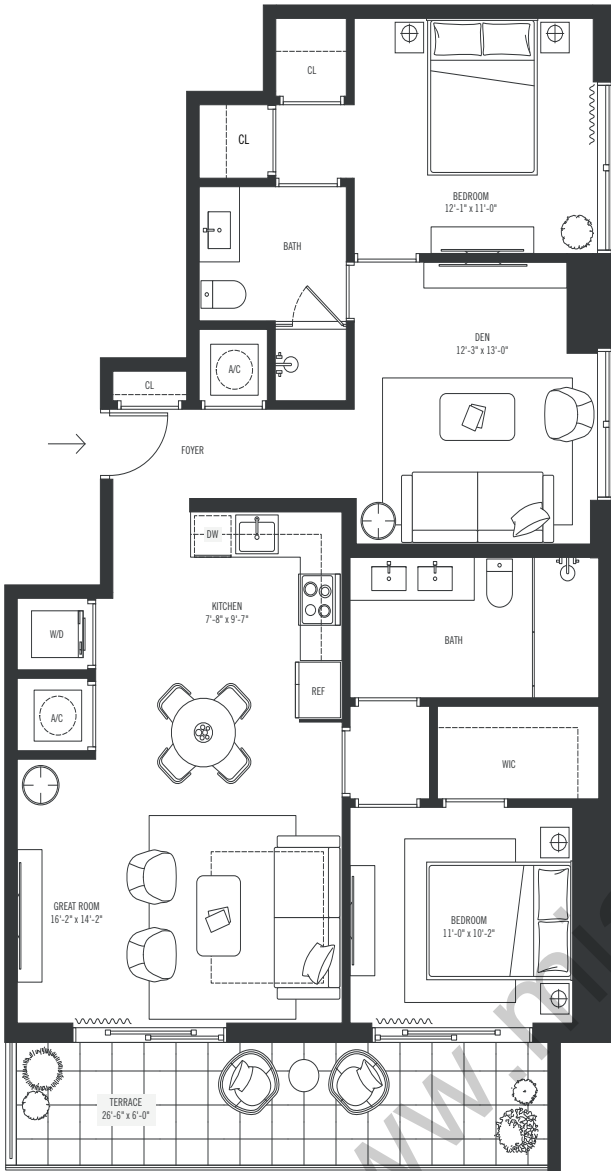 CL
CL
BEDROOM
12'-1" x 11'-0"
BATH
DEN
12'-3" x 13'-0"
A/C
CL
FOYER
DW
KITCHEN
7'-8" x 9'-7"
W/D
BATH
REF
A/C
WIC
GREAT ROOM
16'-2" x 14'-2"
BEDROOM
11'-0" x 10'-2"
TERRACE
26'-6" x 6'-0"